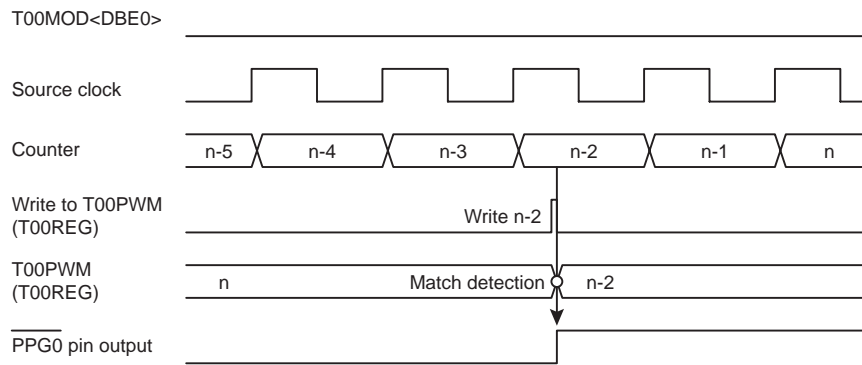 T00MOD<DBE0>
Source clock
Counter n-5 n-4 n-3 n-2 n-1 n
Write to T00PWM
(T00REG) Write n-2
T00PWM
(T00REG) n Match detection n-2
PPG0 pin output